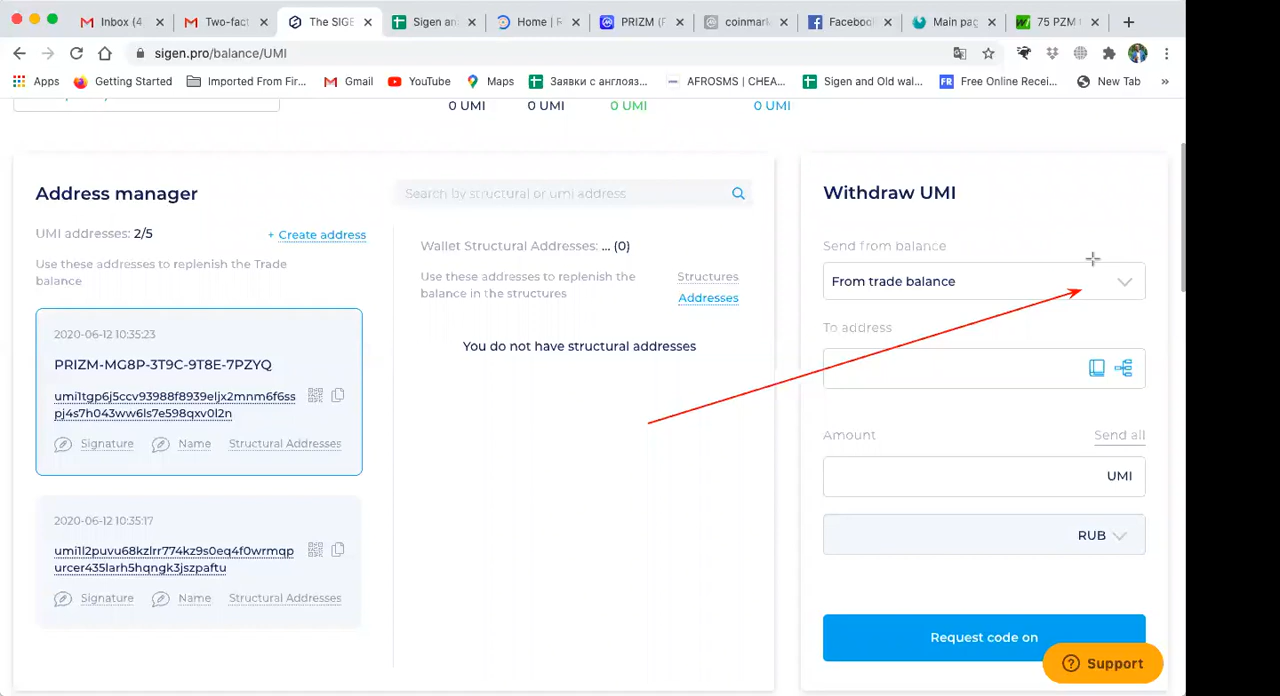 Inbox (4
Two-fact
The SIGE
Sigen an
Home | R
PRIZM (P
coinmark
Facebook
Main pag
75 PZM t
sigen.pro/balance/UMI
Apps
Getting Started
Imported From Fir...
Gmail
YouTube
Maps
Заявки с англояз...
AFROSMS | CHEA...
Sigen and Old wal...
FR
Free Online Recei...
New Tab
»
0 UMI
0 UMI
0 UMI
0 UMI
Address manager
Search by structural or umi address
UMI addresses: 2/5
+ Create address
Use these addresses to replenish the Trade
balance
2020-06-12 10:35:23
PRIZM-MG8P-3T9C-9T8E-7PZYQ
umi1tgp6j5ccv93988f8939eljx2mnm6f6ss
pj4s7h043ww6ls7e598qxv0l2n
Signature
Name
Structural Addresses
2020-06-12 10:35:17
umi1l2puvu68kzlrr774kz9s0eq4f0wrmqp
urcer435larh5hqngk3jszpaftu
Signature
Name
Structural Addresses
Wallet Structural Addresses: ... (0)
Use these addresses to replenish the
balance in the structures
Structures
Addresses
You do not have structural addresses
Withdraw UMI
Send from balance
From trade balance
To address
Amount
Send all
UMI
RUB
Request code on
Support